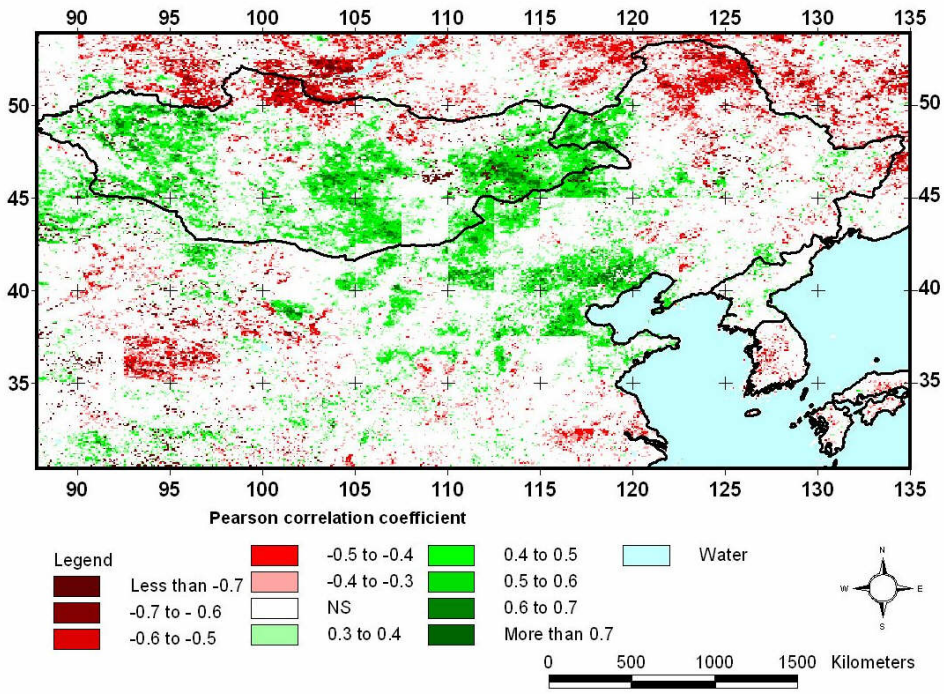 90 95 100 105 110 115 120 125 130 135
50 50
45 45
40 40
35 35
90 95 100 105 110 115 120 125 130 135
Pearson correlation coefficient
Legend
Less than -0.7
-0.7 to - 0.6
-0.6 to -0.5
-0.5 to -0.4
-0.4 to -0.3
NS
0.3 to 0.4
0.4 to 0.5
0.5 to 0.6
0.6 to 0.7
More than 0.7
Water
N
W E
S
0 500 1000 1500 Kilometers